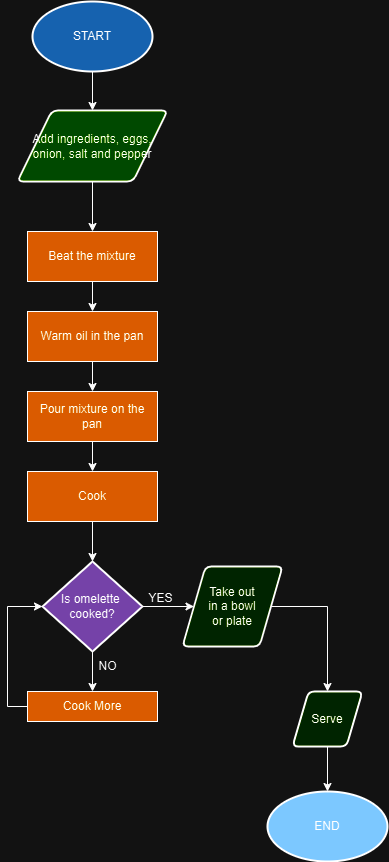 START
Add ingredients, eggs,
onion, salt and pepper
Beat the mixture
Warm oil in the pan
Pour mixture on the
pan
Cook
Is omelette
cooked?
YES
Take out
in a bowl
or plate
NO
Cook More
Serve
END